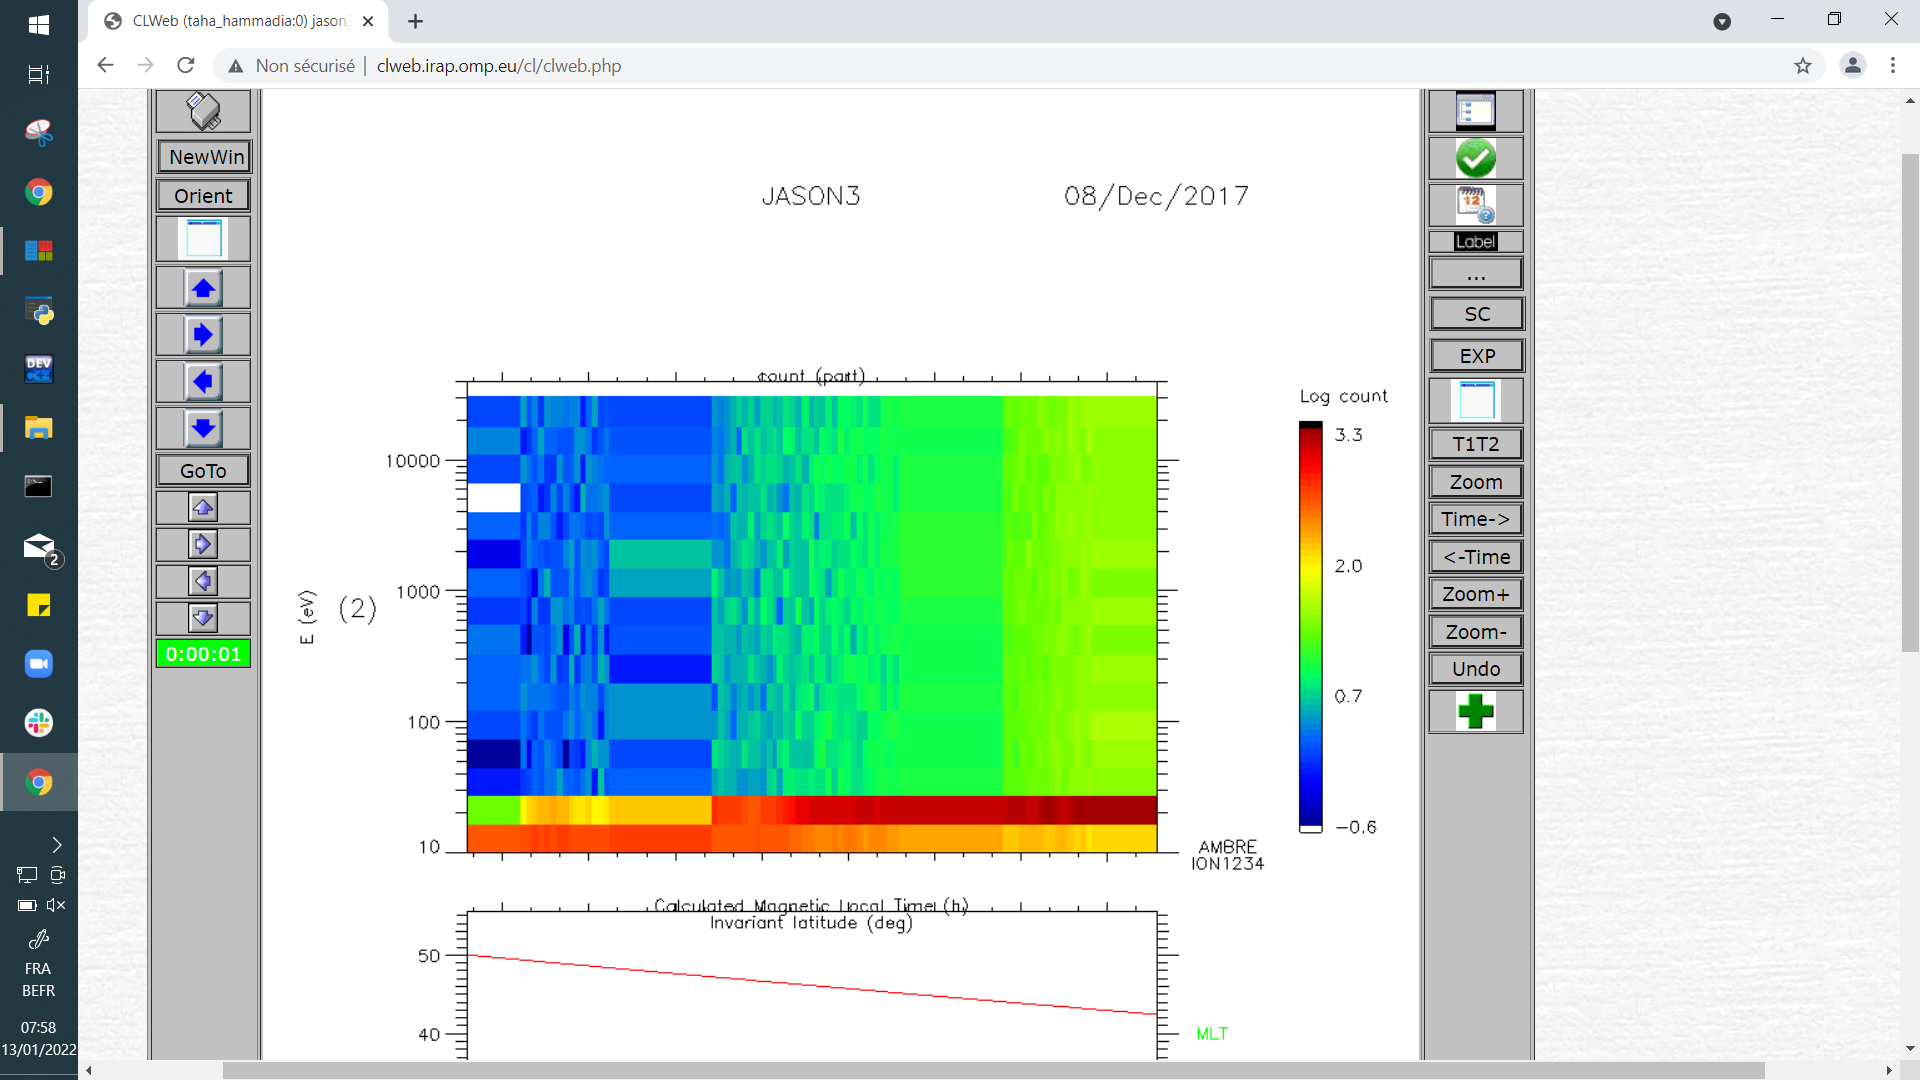 CLWeb (taha_hammadia:0) jason3
Non sécurisé
clweb.irap.omp.eu/cl/clweb.php
NewWin
Orient
GoTo
0:00:01
JASON3 08/Dec/2017
count (part)
10000
1000
100
10
E (eV)
(2)
Log count
3.3
2.0
0.7
-0.6
AMBRE
ION1234
Calculated Magnetic Local Time (h)
Invariant latitude (deg)
50
40
MLT
12
Label
...
SC
EXP
T1T2
Zoom
Time->
<-Time
Zoom+
Zoom-
Undo
DEV
C++
2
FRA
BEFR
07:58
13/01/2022